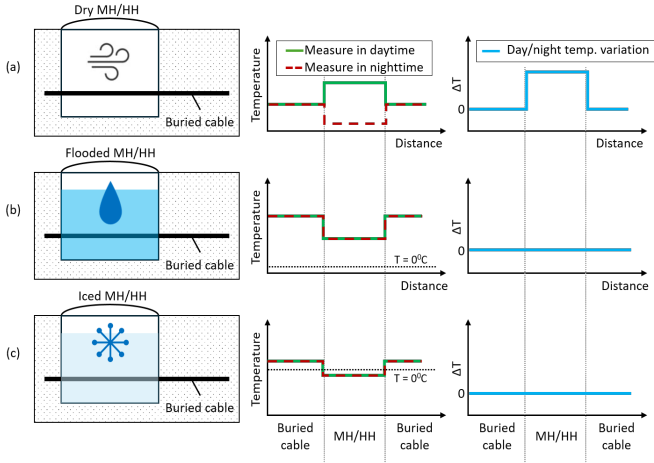 Dry MH/HH
(a)
Buried cable
Temperature
Measure in daytime
Measure in nighttime
Distance
ΔT
0
Day/night temp. variation
Distance
Flooded MH/HH
(b)
Buried cable
Temperature
T = 0⁰C
Distance
ΔT
0
Distance
Iced MH/HH
(c)
Buried cable
Temperature
T = 0⁰C
ΔT
0
Buried
cable
MH/HH
Buried
cable
Buried
cable
MH/HH
Buried
cable